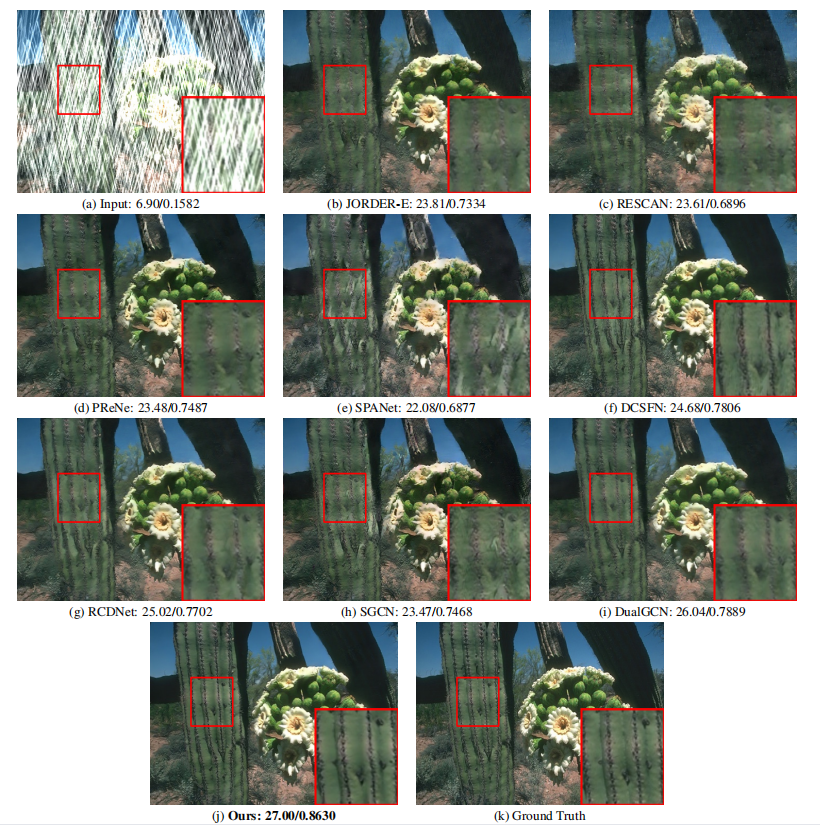 (a) Input: 6.90/0.1582
(b) JORDER-E: 23.81/0.7334
(c) RESCAN: 23.61/0.6896
(d) PReNe: 23.48/0.7487
(e) SPANet: 22.08/0.6877
(f) DCSFN: 24.68/0.7806
(g) RCDNet: 25.02/0.7702
(h) SGCN: 23.47/0.7468
(i) DualGCN: 26.04/0.7889
(j) Ours: 27.00/0.8630
(k) Ground Truth